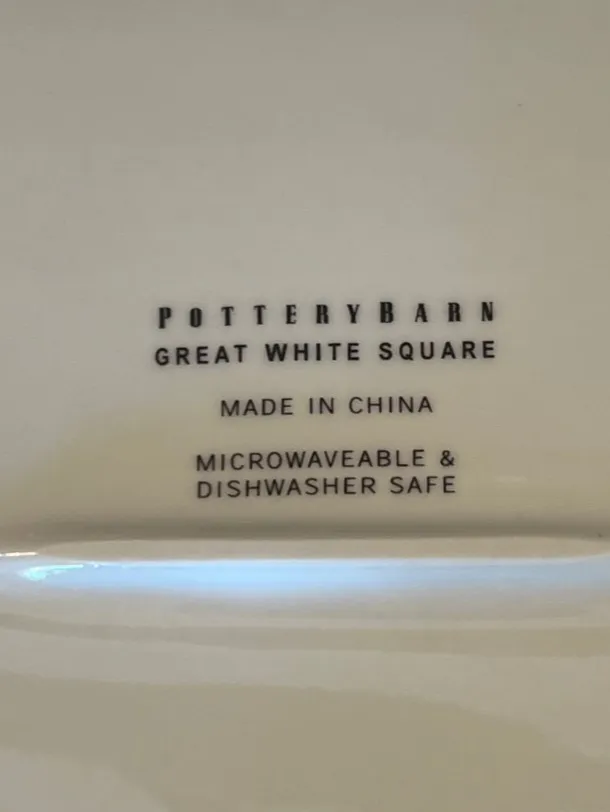 POTTERYBARN
GREAT WHITE SQUARE
MADE IN CHINA
MICROWAVEABLE &
DISHWASHER SAFE